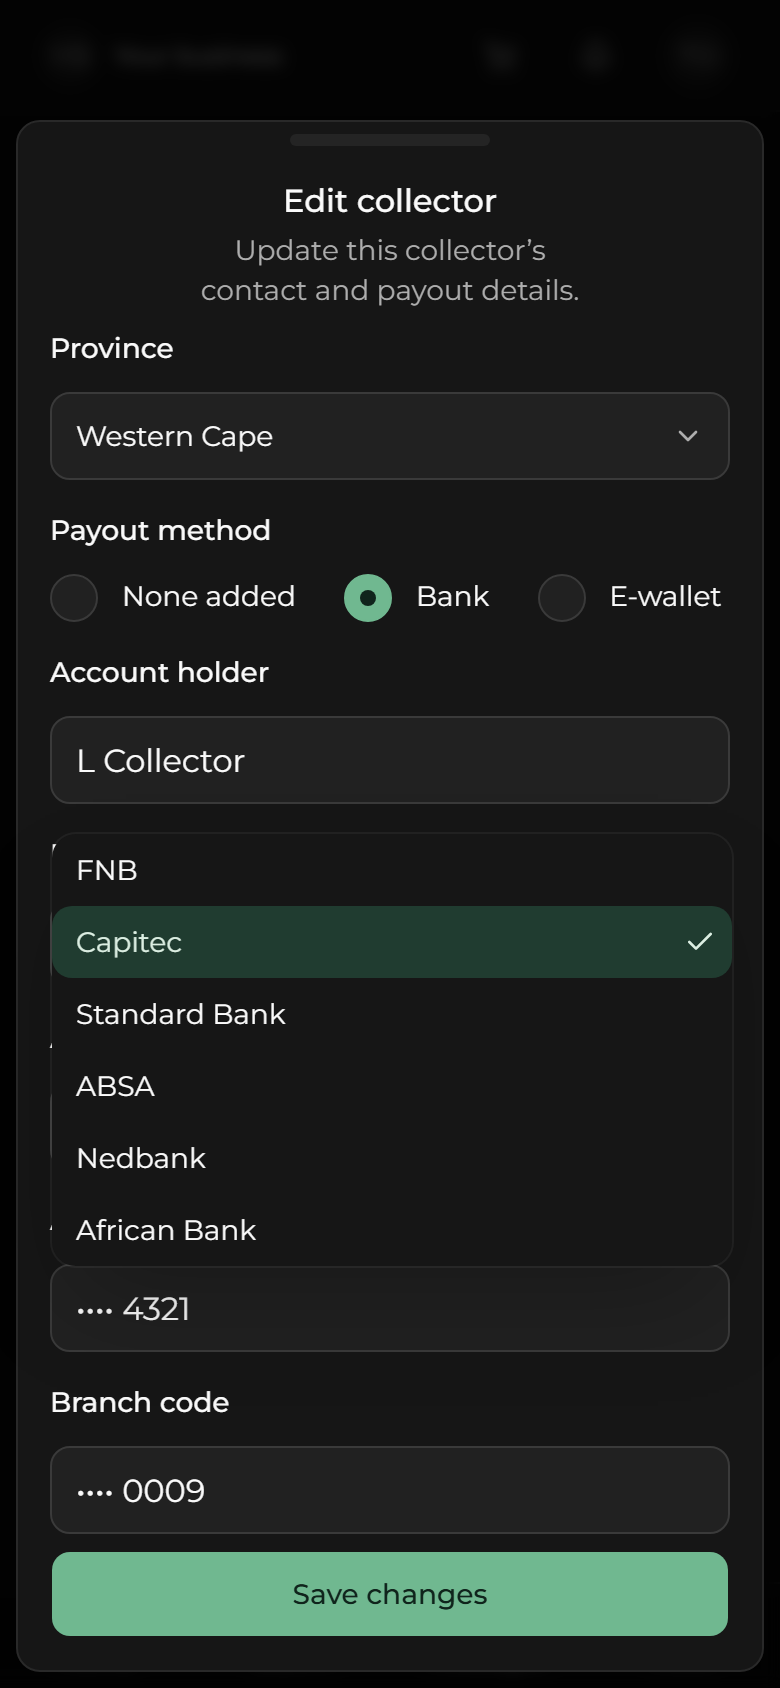 Edit collector
Update this collector’s
contact and payout details.
Province
Western Cape
Payout method
None added
Bank
E-wallet
Account holder
L Collector
FNB
Capitec
Standard Bank
ABSA
Nedbank
African Bank
•••• 4321
Branch code
•••• 0009
Save changes